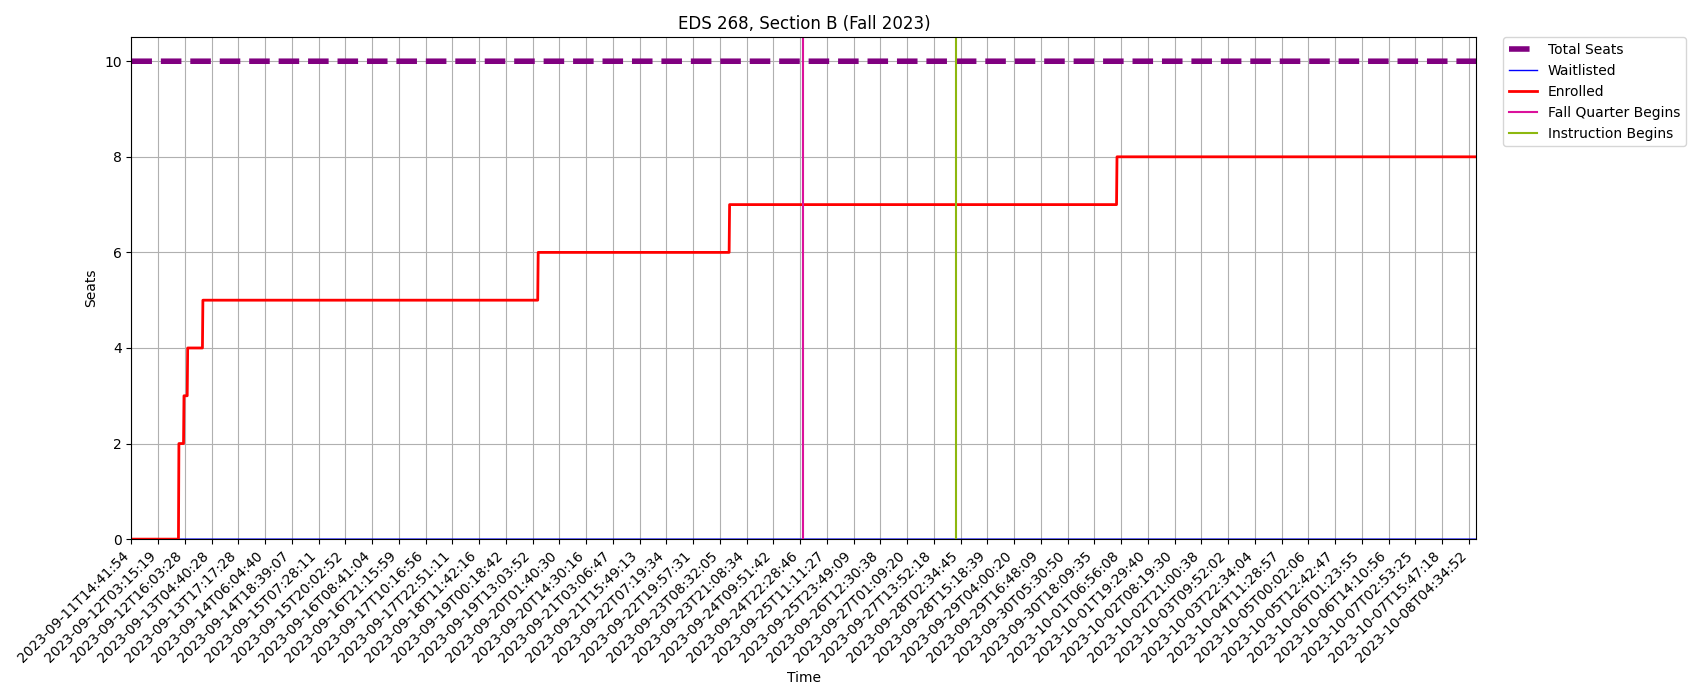 EDS 268, Section B (Fall 2023)
Total Seats
Waitlisted
Enrolled
Fall Quarter Begins
Instruction Begins
10
8
6
4
2
0
Seats
2023-09-11T14:41:54
2023-09-12T03:15:19
2023-09-12T16:03:28
2023-09-13T04:40:28
2023-09-13T17:17:28
2023-09-14T06:04:40
2023-09-14T18:39:07
2023-09-15T07:28:11
2023-09-15T20:02:52
2023-09-16T08:41:04
2023-09-16T21:15:59
2023-09-17T10:16:56
2023-09-17T22:51:11
2023-09-18T11:42:16
2023-09-19T00:18:42
2023-09-19T13:03:52
2023-09-20T01:40:30
2023-09-20T14:30:16
2023-09-21T03:06:47
2023-09-21T15:49:13
2023-09-22T07:19:34
2023-09-22T19:57:31
2023-09-23T08:32:05
2023-09-23T21:08:34
2023-09-24T09:51:42
2023-09-24T22:28:46
2023-09-25T11:11:27
2023-09-25T23:49:09
2023-09-26T12:30:38
2023-09-27T01:09:20
2023-09-27T13:52:18
2023-09-28T02:34:45
2023-09-28T15:18:39
2023-09-29T04:00:20
2023-09-29T16:48:09
2023-09-30T05:30:50
2023-09-30T18:09:35
2023-10-01T06:56:08
2023-10-01T19:29:40
2023-10-02T08:19:30
2023-10-02T21:00:38
2023-10-03T09:52:02
2023-10-03T22:34:04
2023-10-04T11:28:57
2023-10-05T00:02:06
2023-10-05T12:42:47
2023-10-06T01:23:55
2023-10-06T14:10:56
2023-10-07T02:53:25
2023-10-07T15:47:18
2023-10-08T04:34:52
Time